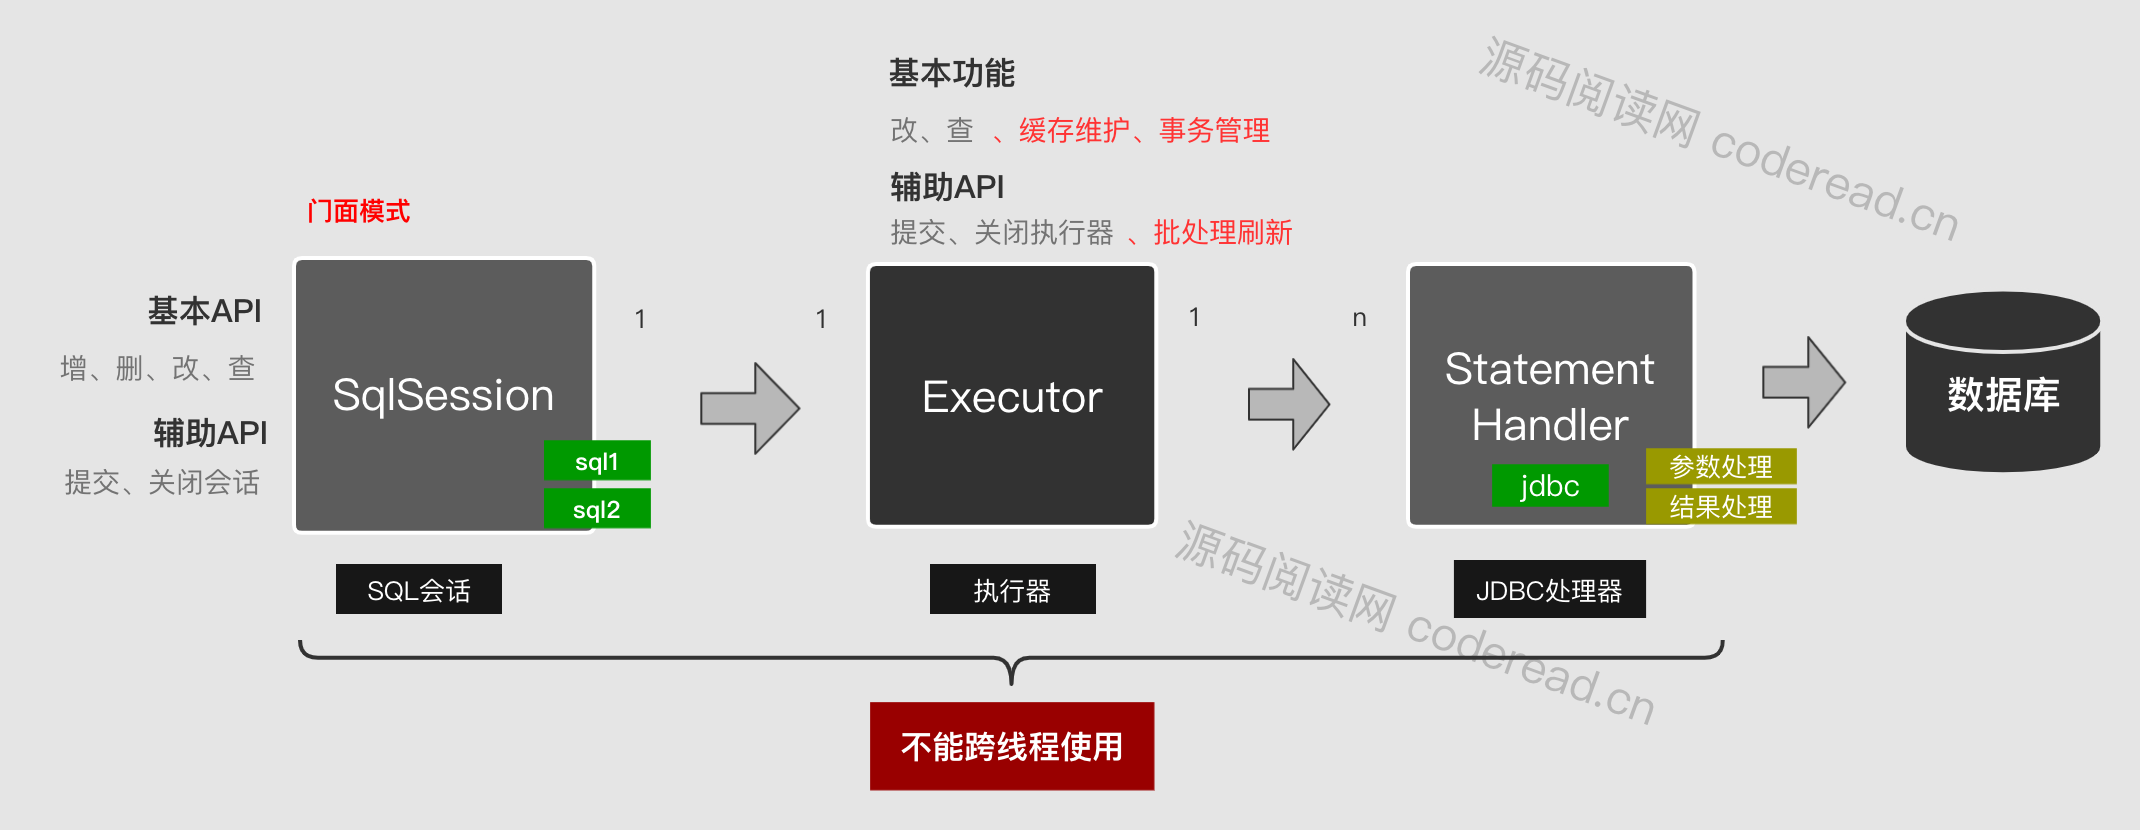 源码阅读网 coderead.cn
基本功能
改、查 、缓存维护、事务管理
辅助API
提交、关闭执行器 、批处理刷新
门面模式
基本API
增、删、改、查
辅助API
提交、关闭会话
SqlSession
sql1
sql2
SQL会话
1
1
Executor
执行器
1
n
Statement
Handler
jdbc
参数处理
结果处理
JDBC处理器
数据库
源码阅读网 coderead.cn
不能跨线程使用